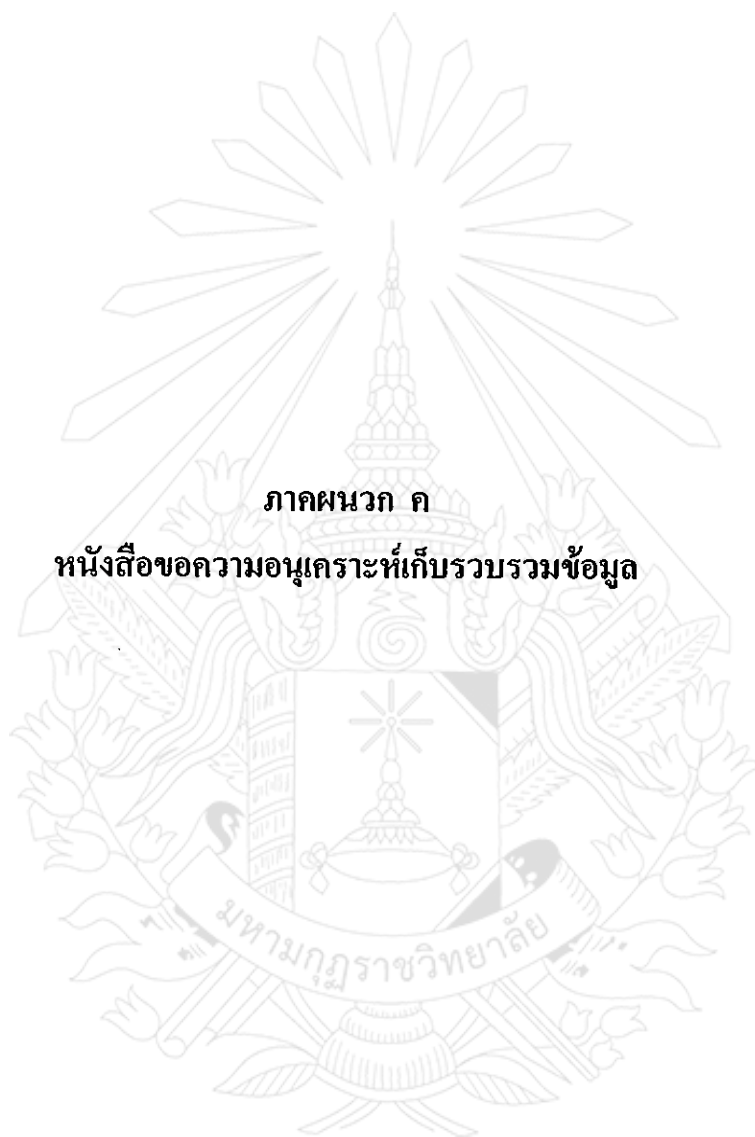 ภาคผนวก ค
หนังสือขอความอนุเคราะห์เก็บรวบรวมข้อมูล
มหามกุฏราชวิทยาลัย